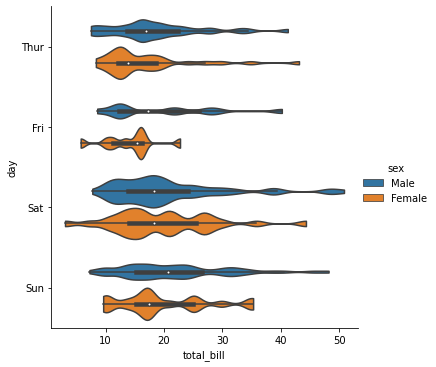 Thur
Fri
Sat
Sun
day
10 20 30 40 50
total_bill
sex
Male
Female